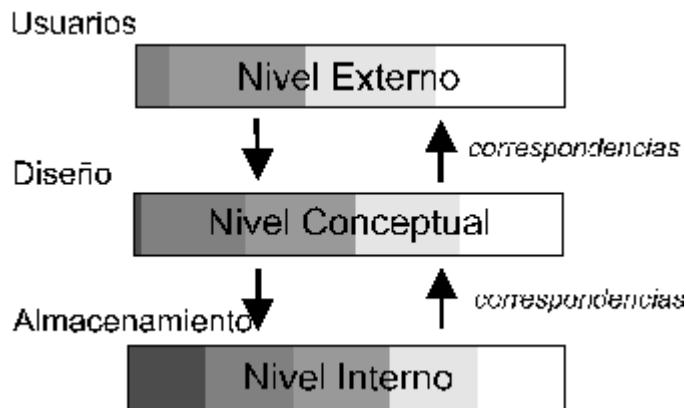 Usuarios
Nivel Externo
correspondencias
Diseño
Nivel Conceptual
correspondencias
Almacenamiento
Nivel Interno